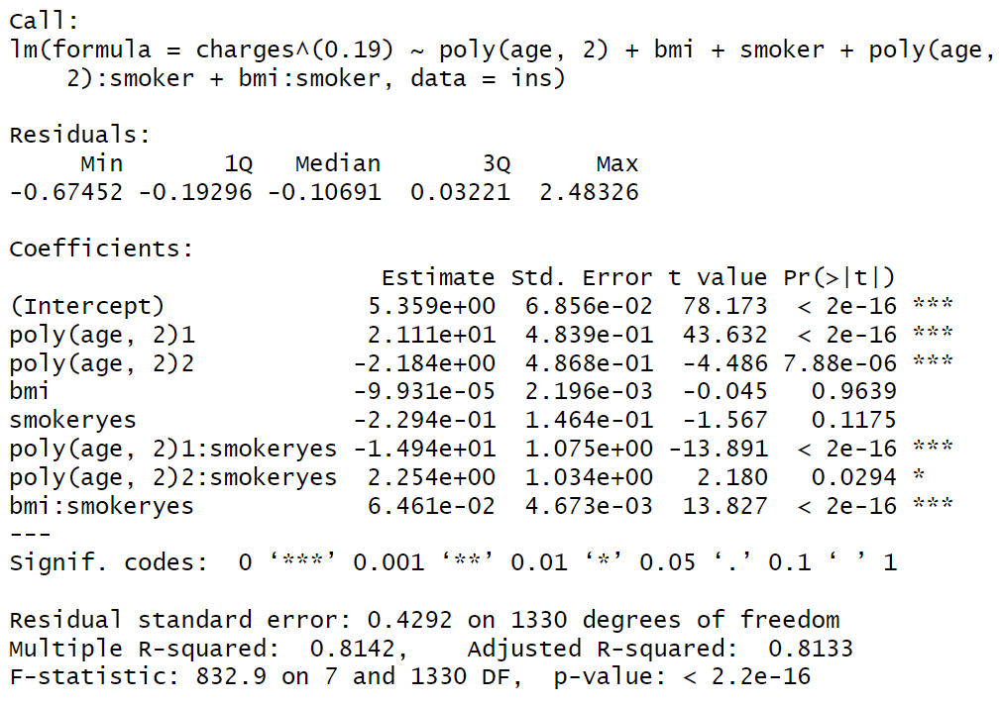 Call:
lm(formula = charges^(0.19) ~ poly(age, 2) + bmi + smoker + poly(age,
    2):smoker + bmi:smoker, data = ins)

Residuals:
     Min       1Q   Median       3Q      Max
-0.67452 -0.19296 -0.10691  0.03221  2.48326

Coefficients:
                         Estimate Std. Error t value Pr(>|t|)
(Intercept)             5.359e+00  6.856e-02  78.173  < 2e-16 ***
poly(age, 2)1           2.111e+01  4.839e-01  43.632  < 2e-16 ***
poly(age, 2)2          -2.184e+00  4.868e-01  -4.486 7.88e-06 ***
bmi                    -9.931e-05  2.196e-03  -0.045   0.9639
smokeryes              -2.294e-01  1.464e-01  -1.567   0.1175
poly(age, 2)1:smokeryes -1.494e+01  1.075e+00 -13.891  < 2e-16 ***
poly(age, 2)2:smokeryes  2.254e+00  1.034e+00   2.180   0.0294 *
bmi:smokeryes           6.461e-02  4.673e-03  13.827  < 2e-16 ***
---
Signif. codes:  0 ‘***’ 0.001 ‘**’ 0.01 ‘*’ 0.05 ‘.’ 0.1 ‘ ’ 1

Residual standard error: 0.4292 on 1330 degrees of freedom
Multiple R-squared:  0.8142,    Adjusted R-squared:  0.8133
F-statistic: 832.9 on 7 and 1330 DF,  p-value: < 2.2e-16